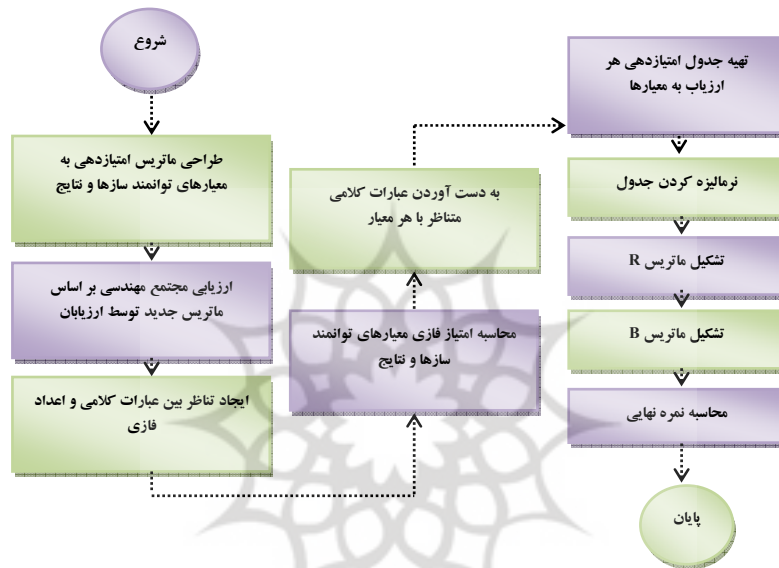 شروع
طراحی ماتریس امتیازدهی به
معیارهای توانمند سازها و نتایج
ارزیابی مجتمع مهندسی بر اساس
ماتریس جدید توسط ارزیابان
ایجاد تناظر بین عبارات کلامی و اعداد
فازی
محاسبه امتیاز فازی معیارهای توانمند
سازها و نتایج
به دست آوردن عبارات کلامی
متناظر با هر معیار
تهیه جدول امتیازدهی هر
ارزیاب به معیارها
نرمالیزه کردن جدول
تشکیل ماتریس R
تشکیل ماتریس B
محاسبه نمره نهایی
پایان